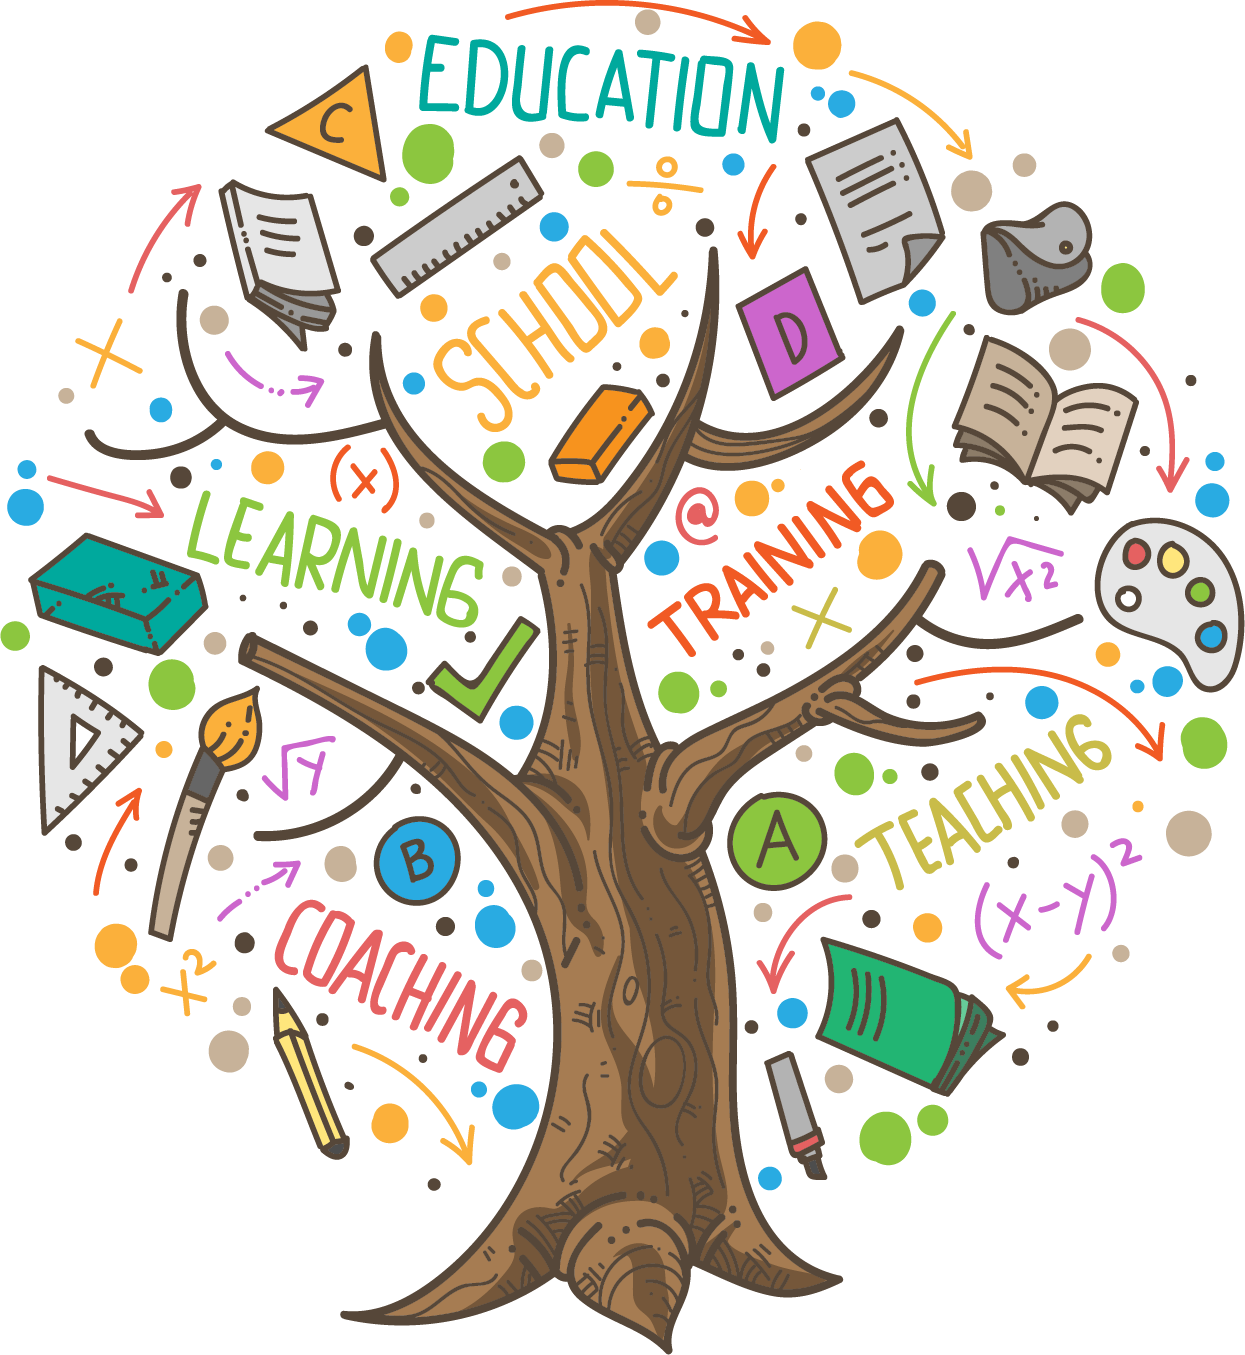 EDUCATION
C
÷
SCHOOL
D
×
(x)
@
LEARNING
TRAINING
√x²
×
√y
TEACHING
A
B
(x-y)²
COACHING
x²